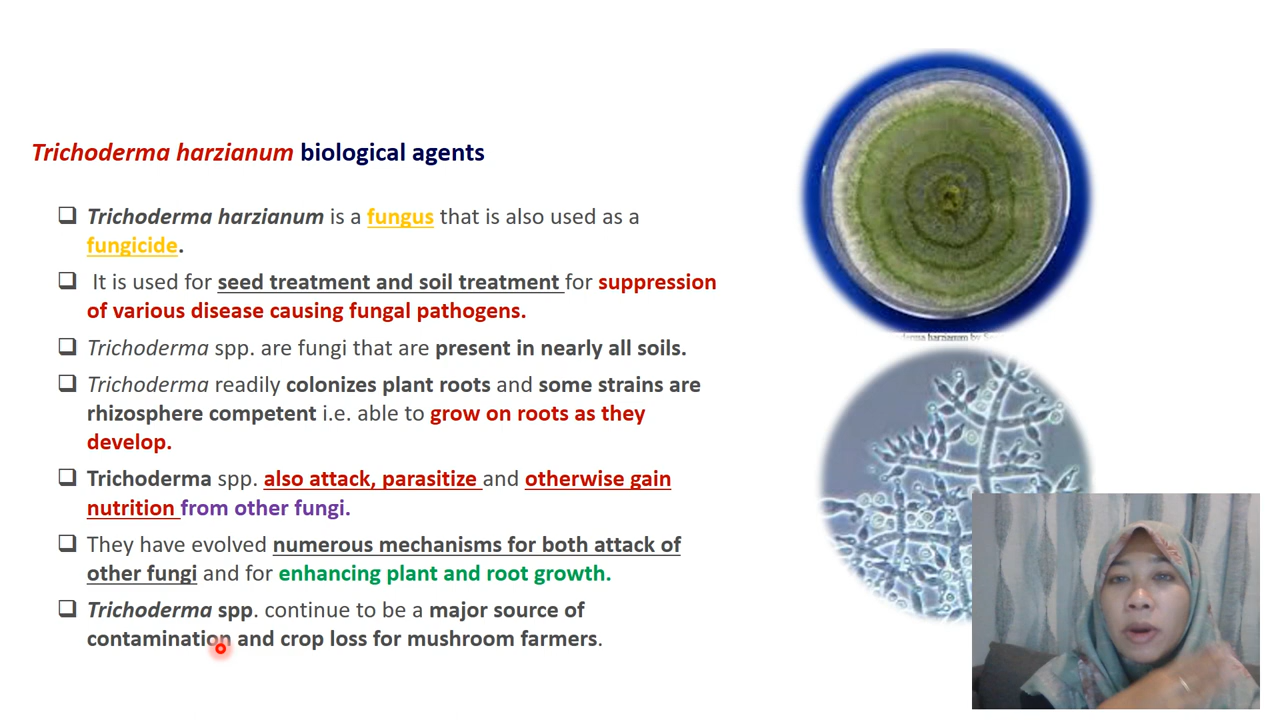 Trichoderma harzianum biological agents
❑ Trichoderma harzianum is a fungus that is also used as a
fungicide.
❑ It is used for seed treatment and soil treatment for suppression
of various disease causing fungal pathogens.
❑ Trichoderma spp. are fungi that are present in nearly all soils.
❑ Trichoderma readily colonizes plant roots and some strains are
rhizosphere competent i.e. able to grow on roots as they
develop.
❑ Trichoderma spp. also attack, parasitize and otherwise gain
nutrition from other fungi.
❑ They have evolved numerous mechanisms for both attack of
other fungi and for enhancing plant and root growth.
❑ Trichoderma spp. continue to be a major source of
contamination and crop loss for mushroom farmers.
harzianum by